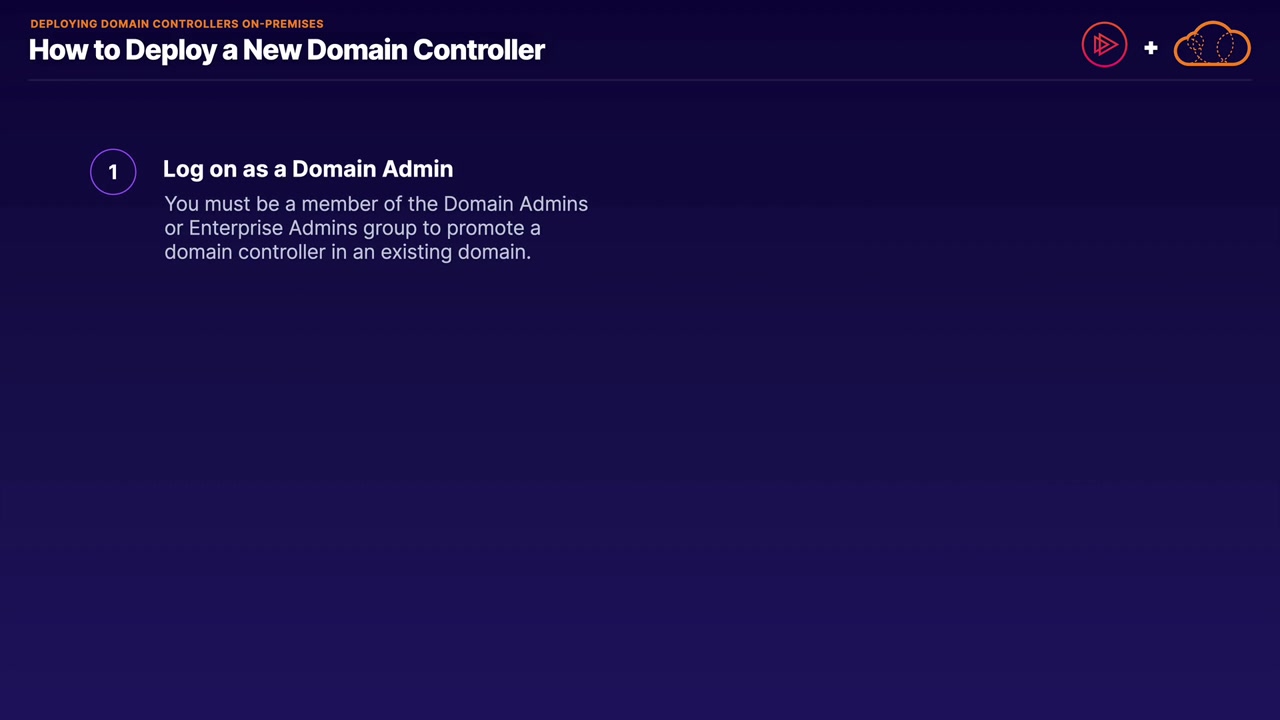 DEPLOYING DOMAIN CONTROLLERS ON-PREMISES
How to Deploy a New Domain Controller
+
1
Log on as a Domain Admin
You must be a member of the Domain Admins
or Enterprise Admins group to promote a
domain controller in an existing domain.